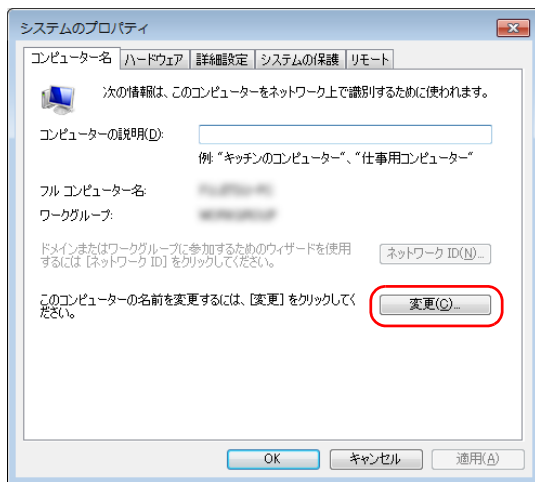 システムのプロパティ
コンピューター名 ハードウェア 詳細設定 システムの保護 リモート
次の情報は、このコンピューターをネットワーク上で識別するために使われます。
コンピューターの説明(D):
例: "キッチンのコンピューター"、"仕事用コンピューター"
フル コンピューター名:
ワークグループ:
ドメインまたはワークグループに参加するためのウィザードを使用
するには [ネットワーク ID] をクリックしてください。
ネットワーク ID(N)...
このコンピューターの名前を変更するには、[変更] をクリックしてく
ださい。
変更(C)...
OK キャンセル 適用(A)